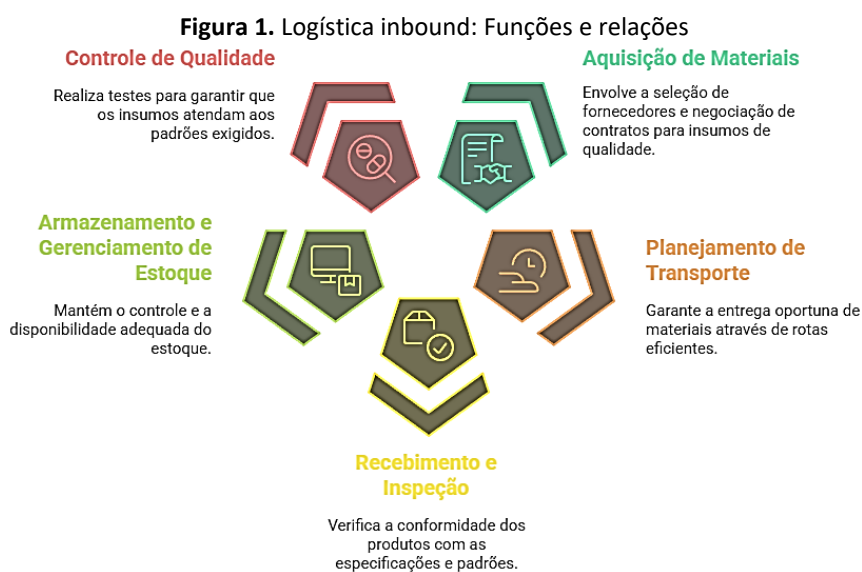 Figura 1. Logística inbound: Funções e relações
Controle de Qualidade
Realiza testes para garantir que
os insumos atendam aos
padrões exigidos.
Aquisição de Materiais
Envolve a seleção de
fornecedores e negociação de
contratos para insumos de
qualidade.
Armazenamento e
Gerenciamento de
Estoque
Mantém o controle e a
disponibilidade adequada do
estoque.
Planejamento de
Transporte
Garante a entrega oportuna de
materiais através de rotas
eficientes.
Recebimento e
Inspeção
Verifica a conformidade dos
produtos com as
especificações e padrões.